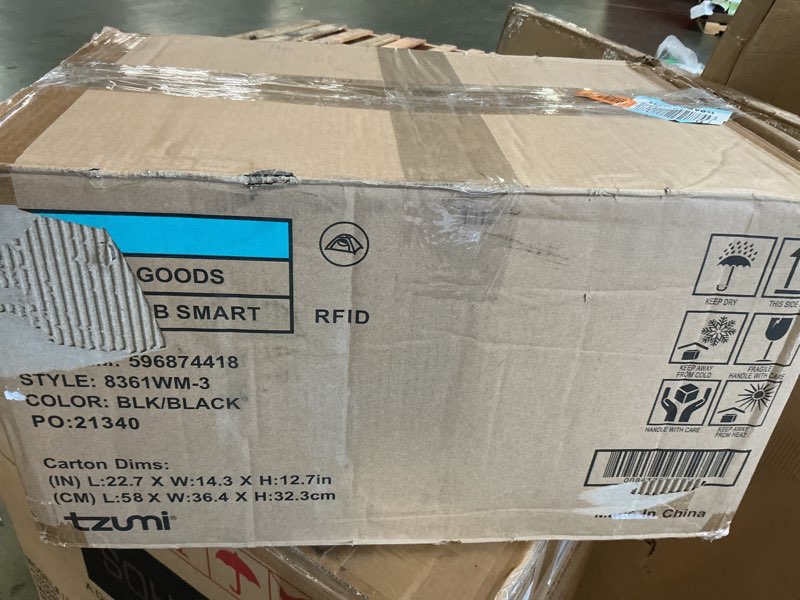 GOODS
B SMART
RFID
596874418
STYLE: 8361WM-3
COLOR: BLK/BLACK
PO:21340
Carton Dims:
(IN) L:22.7 X W:14.3 X H:12.7in
(CM) L:58 X W:36.4 X H:32.3cm
tzumi®
KEEP DRY
THIS SIDE
KEEP AWAY
FROM COLD
FRAGILE
HANDLE WITH CARE
HANDLE WITH CARE
KEEP AWAY
FROM HEAT
In China